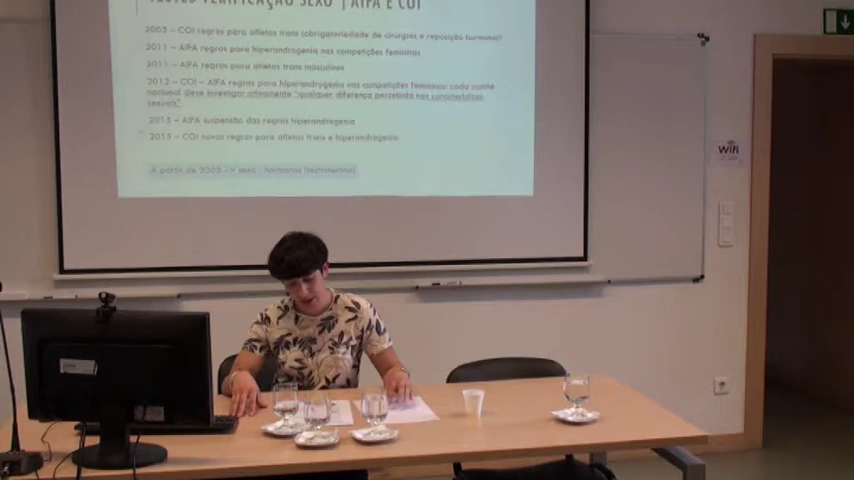 TESTES VERIFICAÇÃO SEXO | AIFA E COI
2003 – COI regras para atletas trans (obrigatoriedade de cirurgias e reposição hormonal)
2011 – AIFA regras para hiperandrogenia nas competições femininas
2011 – AIFA regras para atletas trans masculinos
2012 – COI – AIFA regras para hiperandrogenia nas competições femininas: cada comité
nacional deve investigar ativamente "qualquer diferença percebida nas características
sexuais"
2015 – AIFA suspensão das regras hiperandrogenia
2015 – COI novas regras para atletas trans e hiperandrogenia
A partir de 2003 -> sexo - hormonas (testosterona)
wifi